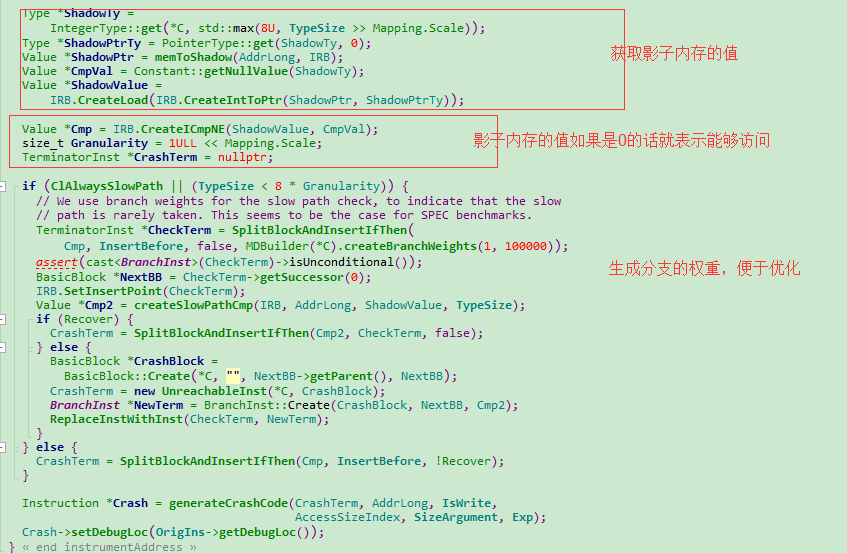 Type *ShadowTy =
IntegerType::get(*C, std::max(8U, TypeSize >> Mapping.Scale));
Type *ShadowPtrTy = PointerType::get(ShadowTy, 0);
获取影子内存的值
Value *ShadowPtr = memToShadow(AddrLong, IRB);
Value *CmpVal = Constant::getNullValue(ShadowTy);
Value *ShadowValue =
IRB.CreateLoad(IRB.CreateIntToPtr(ShadowPtr, ShadowPtrTy));
Value *Cmp = IRB.CreateICmpNE(ShadowValue, CmpVal);
size_t Granularity = 1ULL << Mapping.Scale;
影子内存的值如果是0的话就表示能够访问
TerminatorInst *CrashTerm = nullptr;
if (ClAlwaysSlowPath || (TypeSize < 8 * Granularity)) {
// We use branch weights for the slow path check, to indicate that the slow
// path is rarely taken. This seems to be the case for SPEC benchmarks.
TerminatorInst *CheckTerm = SplitBlockAndInsertIfThen(
Cmp, InsertBefore, false, MDBuilder(*C).createBranchWeights(1, 100000));
assert(cast<BranchInst>(CheckTerm)->isUnconditional());
生成分支的权重，便于优化
BasicBlock *NextBB = CheckTerm->getSuccessor(0);
IRB.SetInsertPoint(CheckTerm);
Value *Cmp2 = createSlowPathCmp(IRB, AddrLong, ShadowValue, TypeSize);
if (Recover) {
CrashTerm = SplitBlockAndInsertIfThen(Cmp2, CheckTerm, false);
} else {
BasicBlock *CrashBlock =
BasicBlock::Create(*C, "", NextBB->getParent(), NextBB);
CrashTerm = new UnreachableInst(*C, CrashBlock);
BranchInst *NewTerm = BranchInst::Create(CrashBlock, NextBB, Cmp2);
ReplaceInstWithInst(CheckTerm, NewTerm);
}
} else {
CrashTerm = SplitBlockAndInsertIfThen(Cmp, InsertBefore, !Recover);
}
Instruction *Crash = generateCrashCode(CrashTerm, AddrLong, IsWrite,
AccessSizeIndex, SizeArgument, Exp);
Crash->setDebugLoc(OrigIns->getDebugLoc());
} « end instrumentAddress »